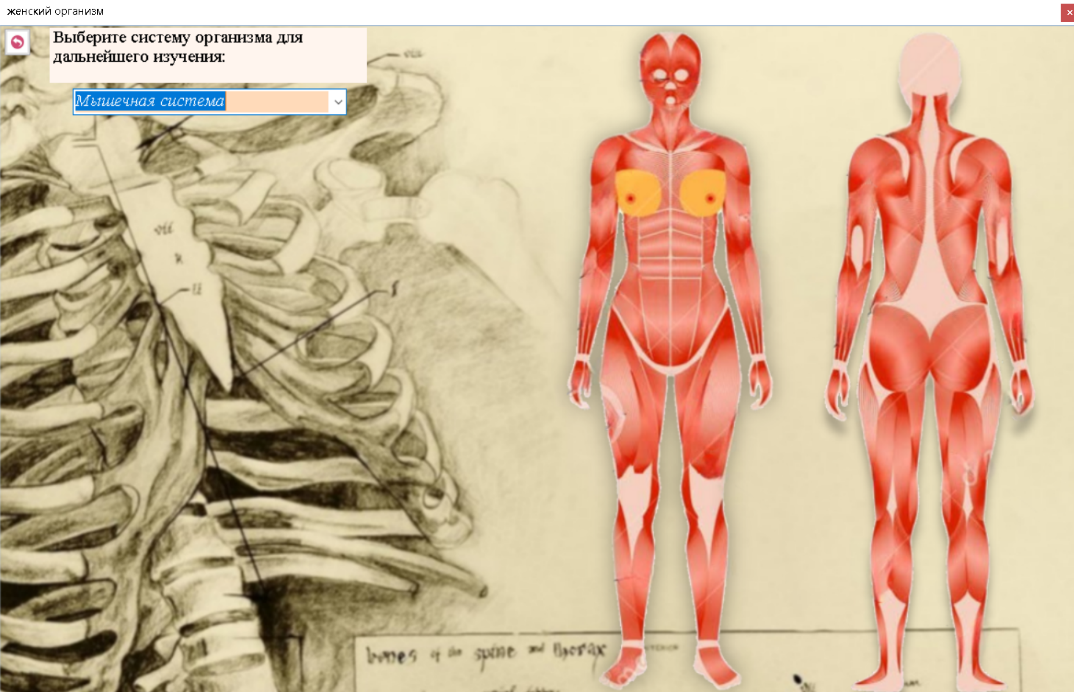 женский организм
Выберите систему организма для
дальнейшего изучения:
Мышечная система
bones of the spine and thorax